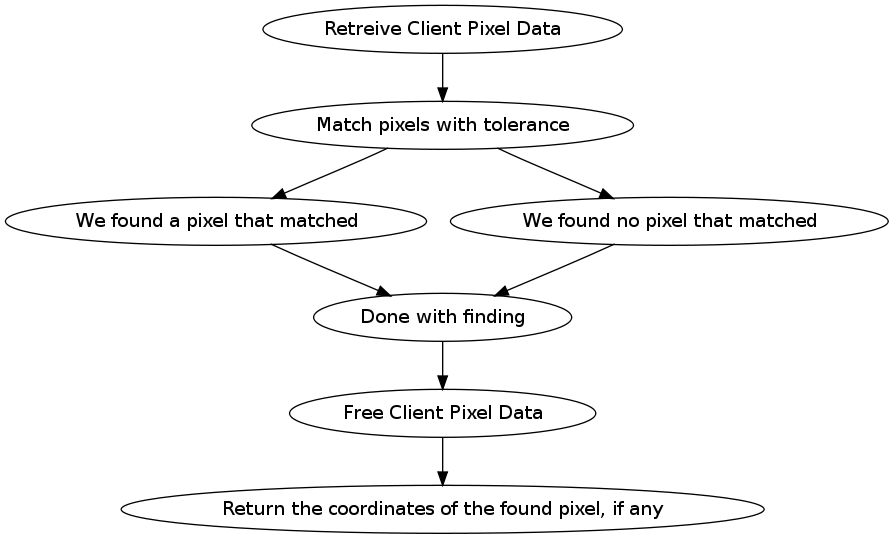 Retreive Client Pixel Data
Match pixels with tolerance
We found a pixel that matched
We found no pixel that matched
Done with finding
Free Client Pixel Data
Return the coordinates of the found pixel, if any